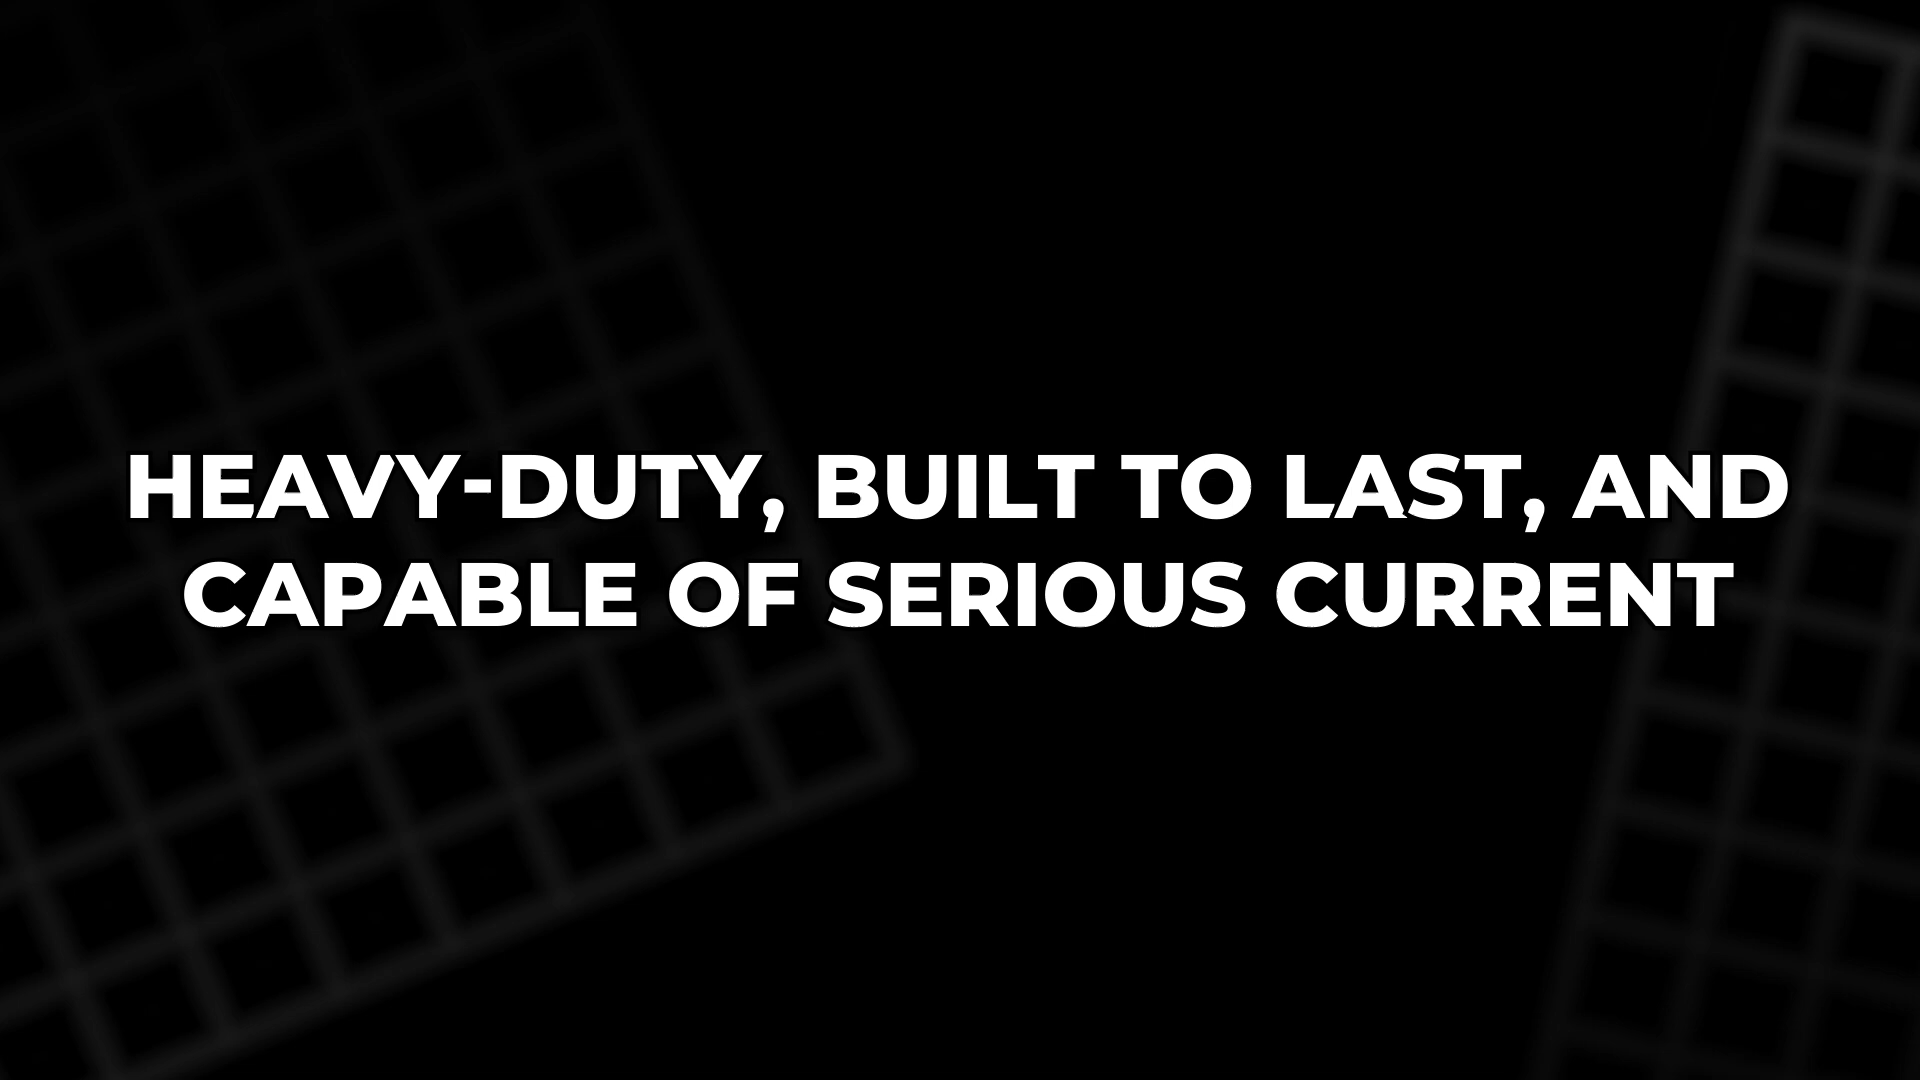 HEAVY-DUTY, BUILT TO LAST, AND
CAPABLE OF SERIOUS CURRENT